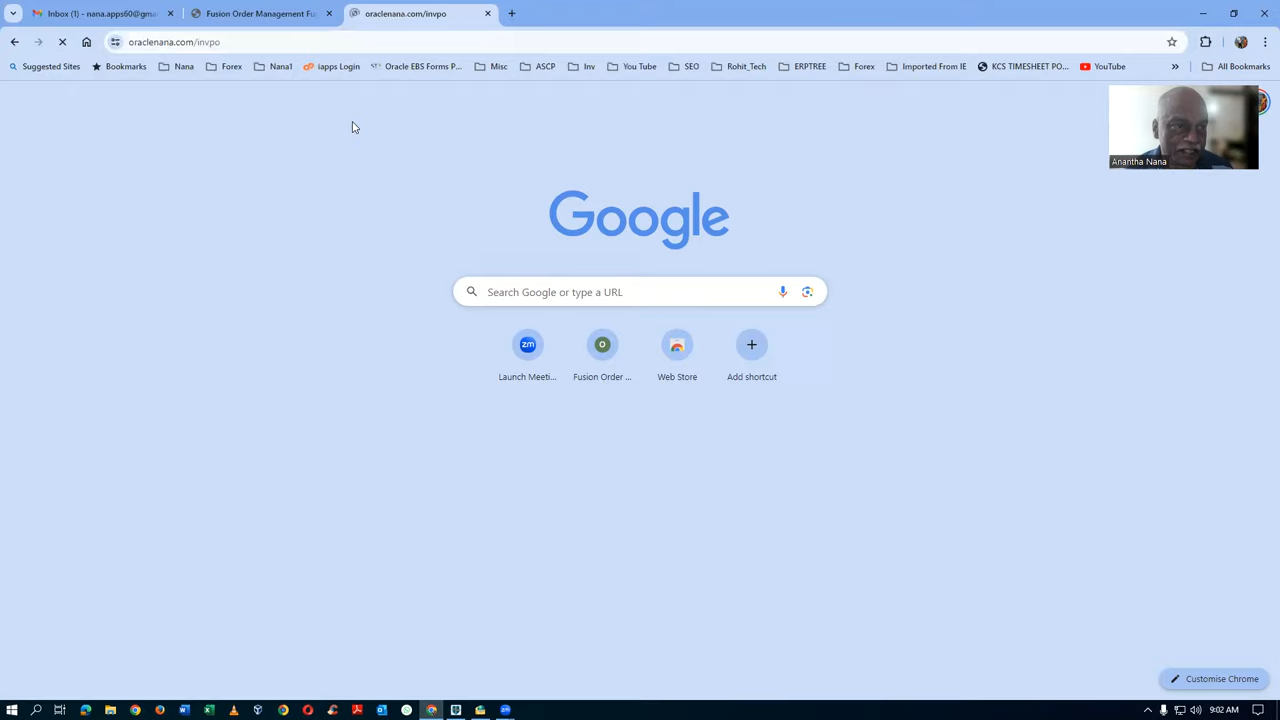 Inbox (1) - nana.apps60@gma
Fusion Order Management Fu
oraclenana.com/invpo
oraclenana.com/invpo
Suggested Sites
Bookmarks
Nana
Forex
Nana1
iapps Login
Oracle EBS Forms P...
Misc
ASCP
Inv
You Tube
SEO
Rohit_Tech
ERPTREE
Forex
Imported From IE
KCS TIMESHEET PO...
YouTube
All Bookmarks
Anantha Nana
Google
Search Google or type a URL
zm
O
Launch Meeti...
Fusion Order ...
Web Store
Add shortcut
Customise Chrome
9:02 AM